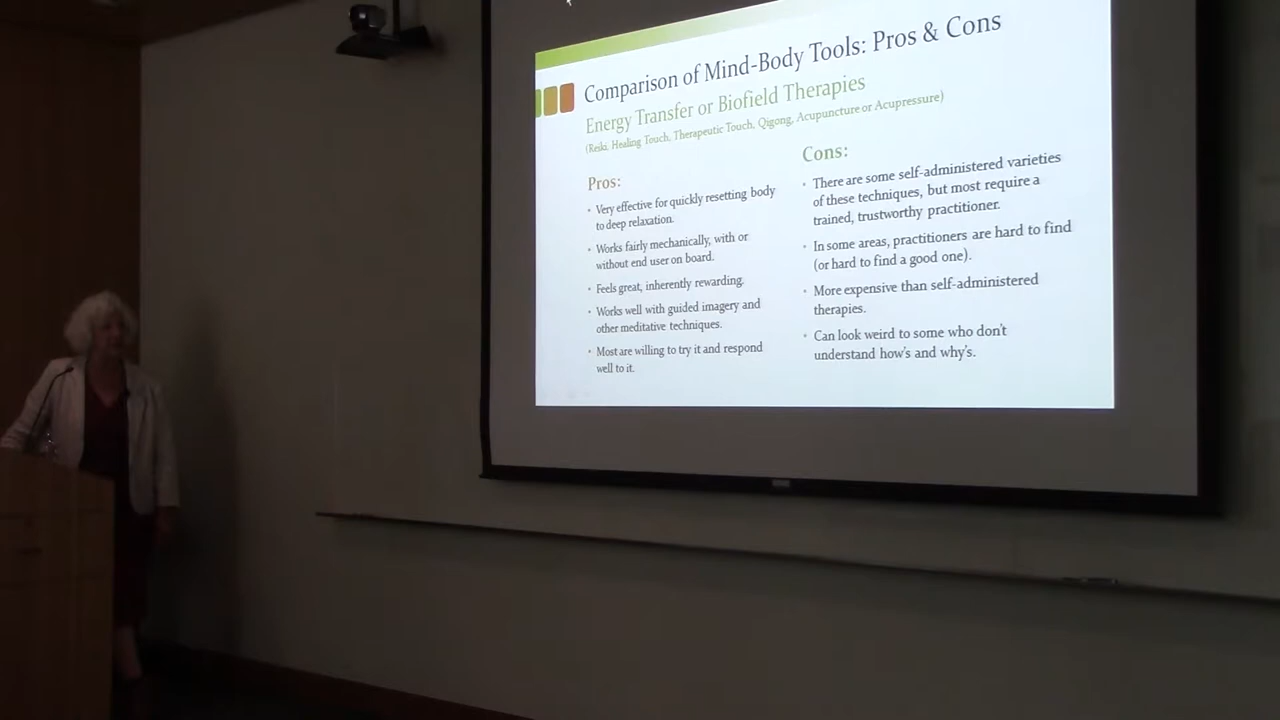 Comparison of Mind-Body Tools: Pros & Cons
Energy Transfer or Biofield Therapies
(Reiki, Healing Touch, Therapeutic Touch, Qigong, Acupuncture or Acupressure)
Pros:
• Very effective for quickly resetting body
to deep relaxation.
• Works fairly mechanically, with or
without end user on board.
• Feels great, inherently rewarding.
• Works well with guided imagery and
other meditative techniques.
• Most are willing to try it and respond
well to it.
Cons:
• There are some self-administered varieties
of these techniques, but most require a
trained, trustworthy practitioner.
• In some areas, practitioners are hard to find
(or hard to find a good one).
• More expensive than self-administered
therapies.
• Can look weird to some who don't
understand how's and why's.